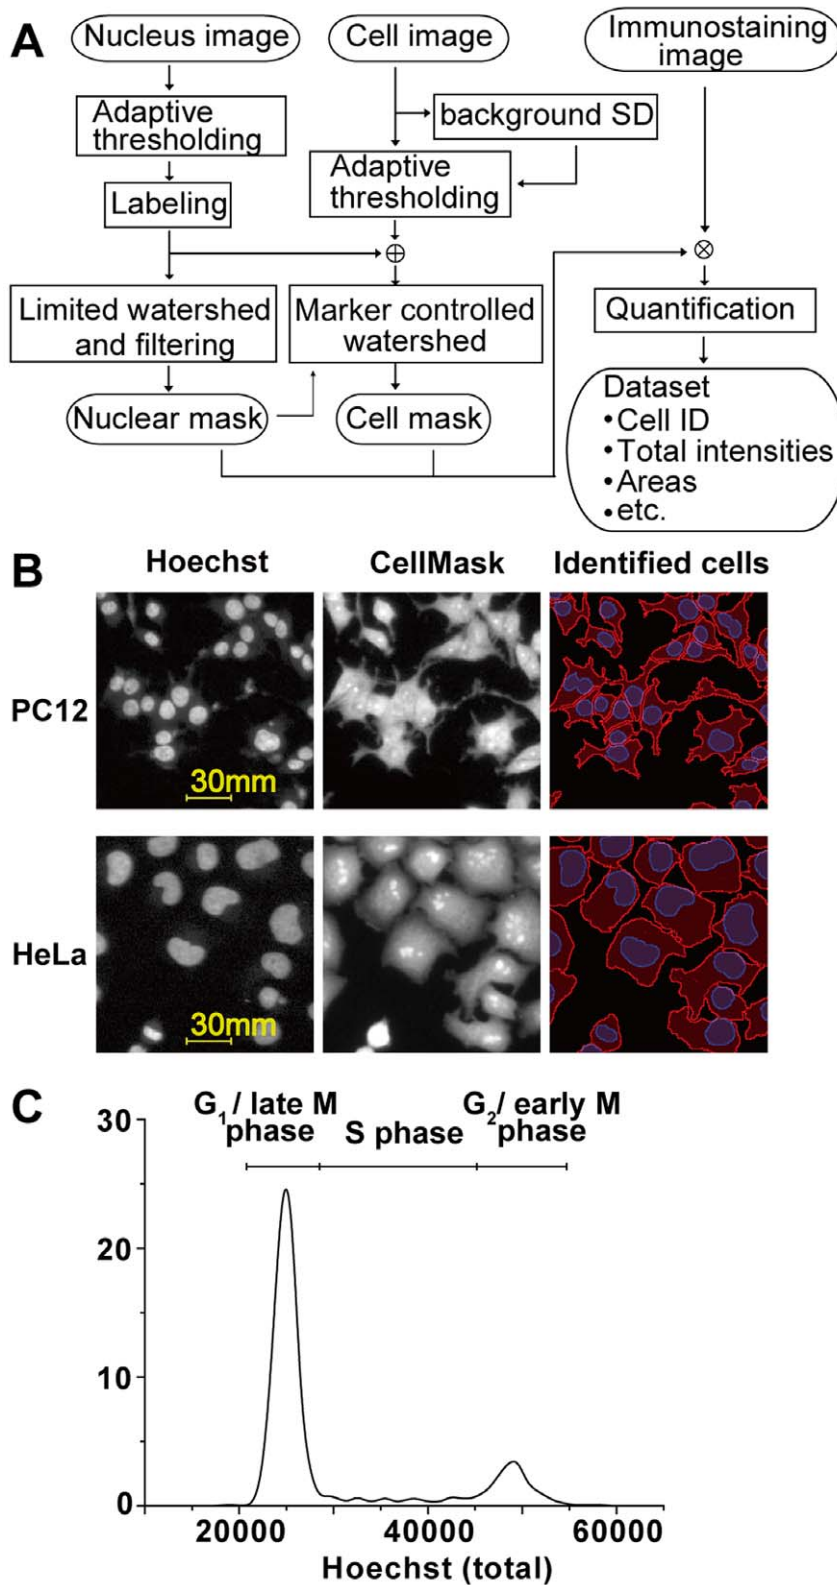 A
Nucleus image
Cell image
Immunostaining
image
Adaptive
thresholding
background SD
Labeling
Adaptive
thresholding
Limited watershed
and filtering
Marker controlled
watershed
Quantification
Nuclear mask
Cell mask
Dataset
•Cell ID
•Total intensities
•Areas
•etc.
B
Hoechst
CellMask
Identified cells
PC12
30mm
HeLa
30mm
C
G1 / late M
phase
S phase
G2 / early M
phase
30
20
10
0
20000
40000
60000
Hoechst (total)